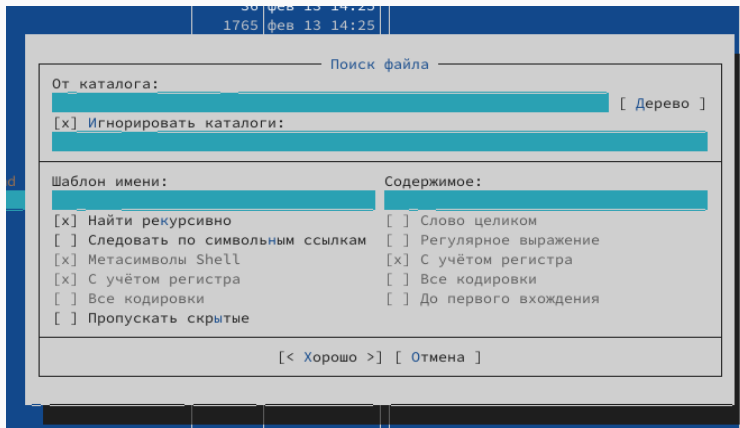 36 фев 13 14:25
1765 фев 13 14:25
Поиск файла
От каталога:
[ Дерево ]
[x] Игнорировать каталоги:
d
Шаблон имени: Содержимое:
[x] Найти рекурсивно [ ] Слово целиком
[ ] Следовать по символьным ссылкам [ ] Регулярное выражение
[x] Метасимволы Shell [x] С учётом регистра
[x] С учётом регистра [ ] Все кодировки
[ ] Все кодировки [ ] До первого вхождения
[ ] Пропускать скрытые
[< Хорошо >] [ Отмена ]